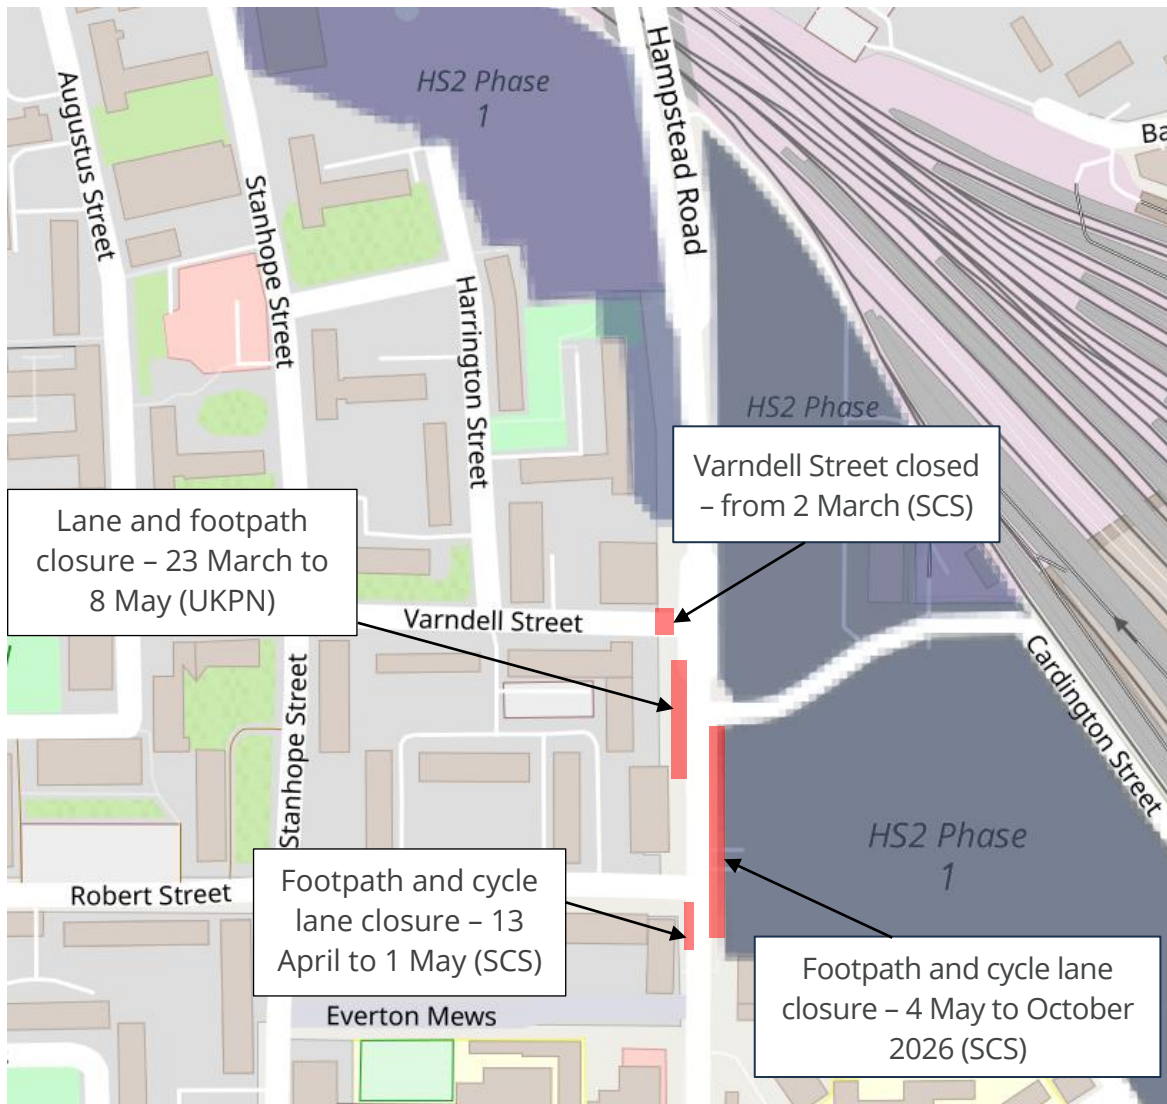 HS2 Phase
1
Hampstead Road
Augustus Street
Ba
Stanhope Street
Harrington Street
HS2 Phase
Varndell Street closed
– from 2 March (SCS)
Lane and footpath
closure – 23 March to
8 May (UKPN)
Varndell Street
Cardington Street
Stanhope Street
HS2 Phase
1
Robert Street
Footpath and cycle
lane closure – 13
April to 1 May (SCS)
Footpath and cycle lane
closure – 4 May to October
2026 (SCS)
Everton Mews